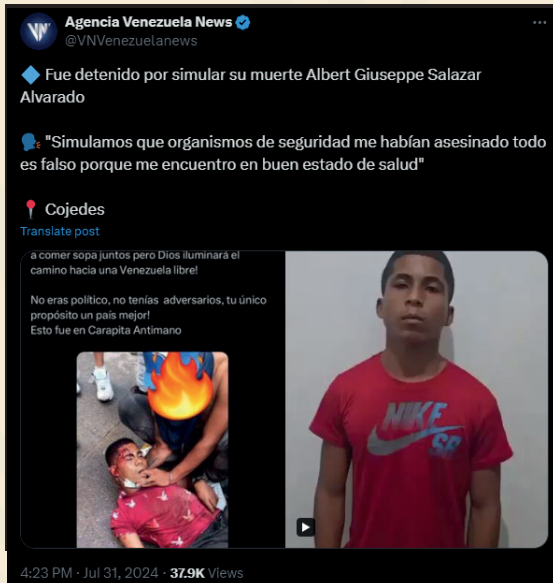 VN
Agencia Venezuela News
@VNVenezuelanews
Fue detenido por simular su muerte Albert Giuseppe Salazar
Alvarado
"Simulamos que organismos de seguridad me habían asesinado todo
es falso porque me encuentro en buen estado de salud"
Cojedes
Translate post
a comer sopa juntos pero Dios iluminará el
camino hacia una Venezuela libre!
No eras político, no tenías adversarios, tu único
propósito un país mejor!
Esto fue en Carapita Antimano
NIKE
SB
4:23 PM · Jul 31, 2024 · 37.9K Views